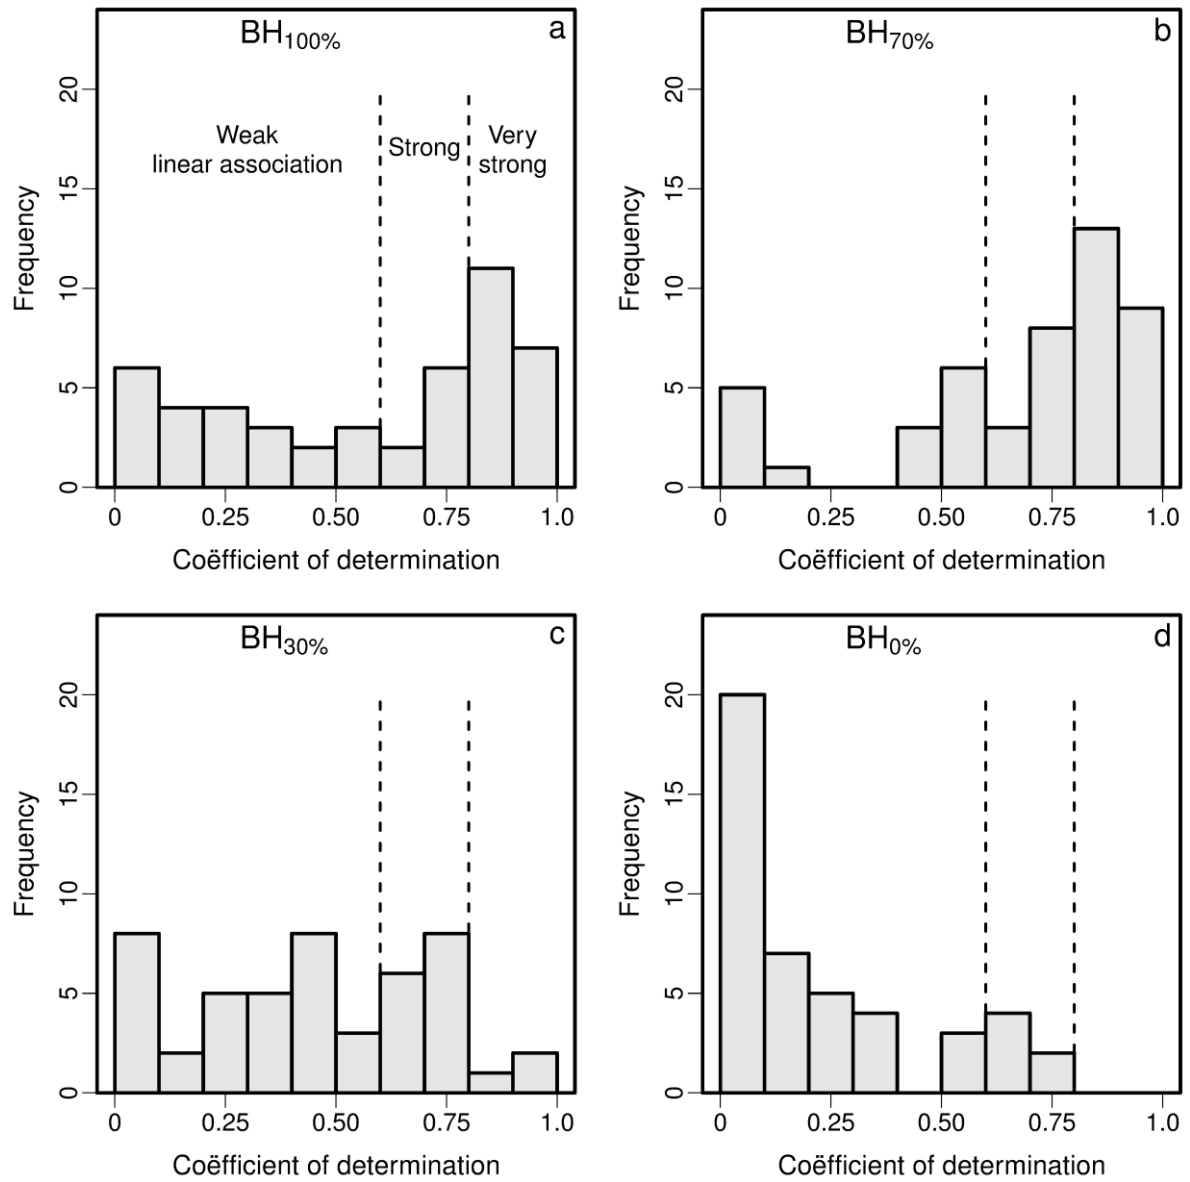 BH100%
a
Weak
linear association
Strong
Very
strong
Frequency
0
5
10
15
20
0
0.25
0.50
0.75
1.0
Coëfficient of determination
BH70%
b
Frequency
0
5
10
15
20
0
0.25
0.50
0.75
1.0
Coëfficient of determination
BH30%
c
Frequency
0
5
10
15
20
0
0.25
0.50
0.75
1.0
Coëfficient of determination
BH0%
d
Frequency
0
5
10
15
20
0
0.25
0.50
0.75
1.0
Coëfficient of determination